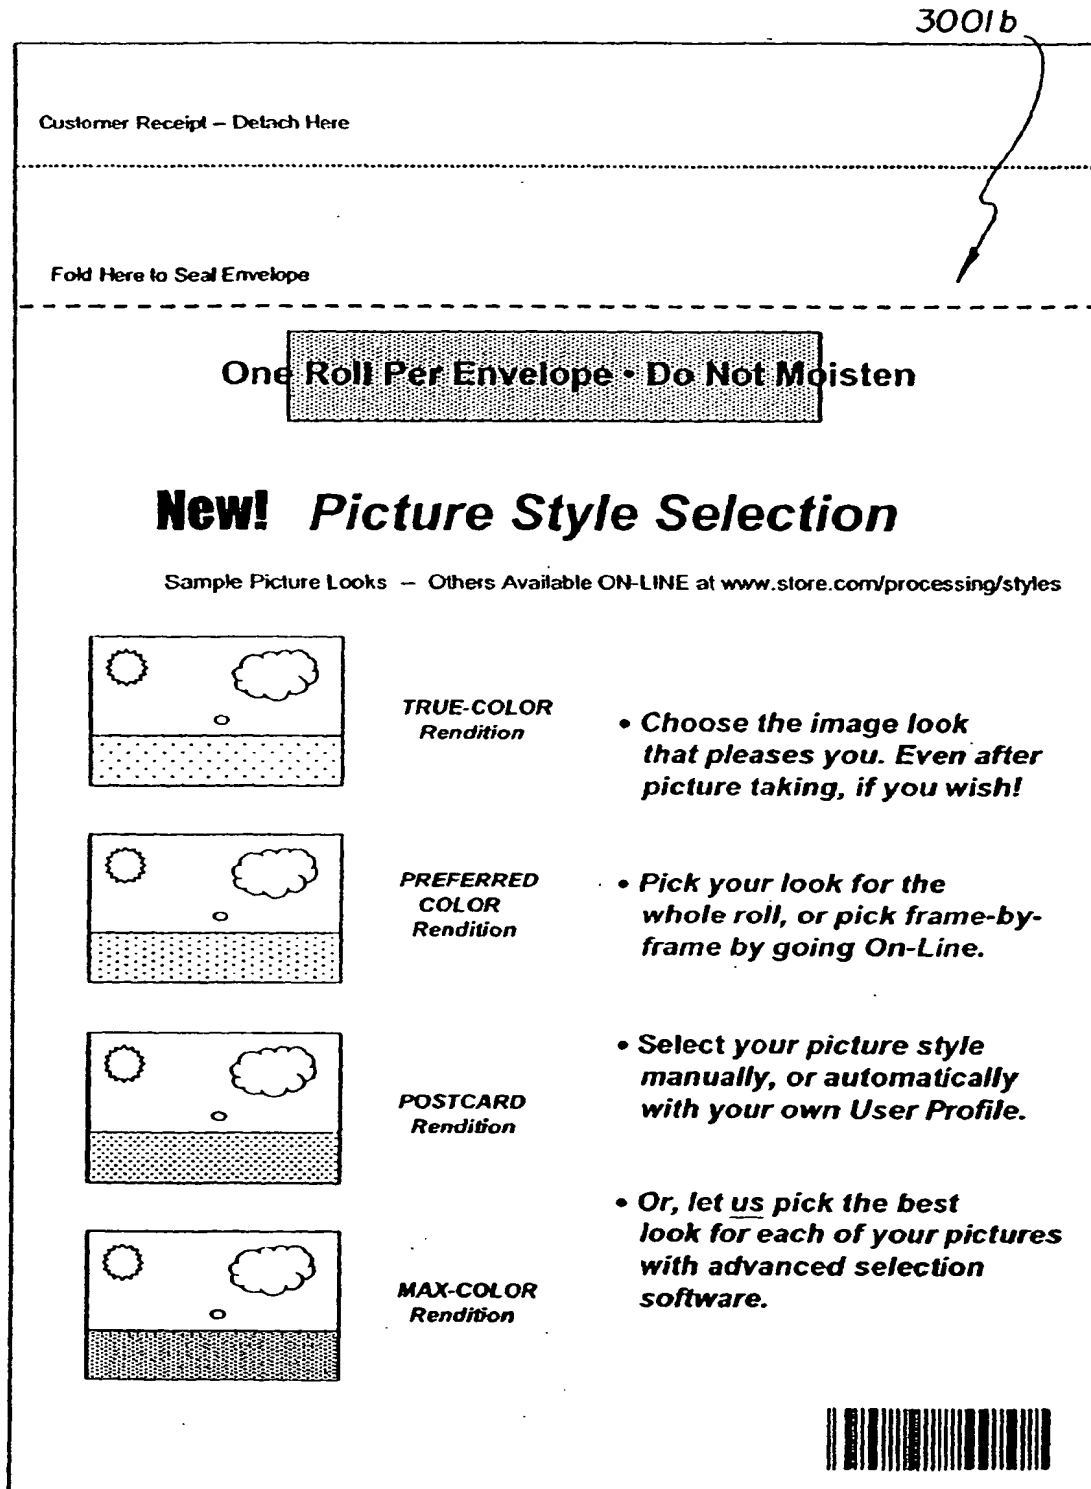 3001b
Customer Receipt – Detach Here
Fold Here to Seal Envelope
One Roll Per Envelope • Do Not Moisten
New! Picture Style Selection
Sample Picture Looks – Others Available ON-LINE at www.store.com/processing/styles
TRUE-COLOR
Rendition
PREFERRED
COLOR
Rendition
POSTCARD
Rendition
MAX-COLOR
Rendition
• Choose the image look
that pleases you. Even after
picture taking, if you wish!
• Pick your look for the
whole roll, or pick frame-by-
frame by going On-Line.
• Select your picture style
manually, or automatically
with your own User Profile.
• Or, let us pick the best
look for each of your pictures
with advanced selection
software.